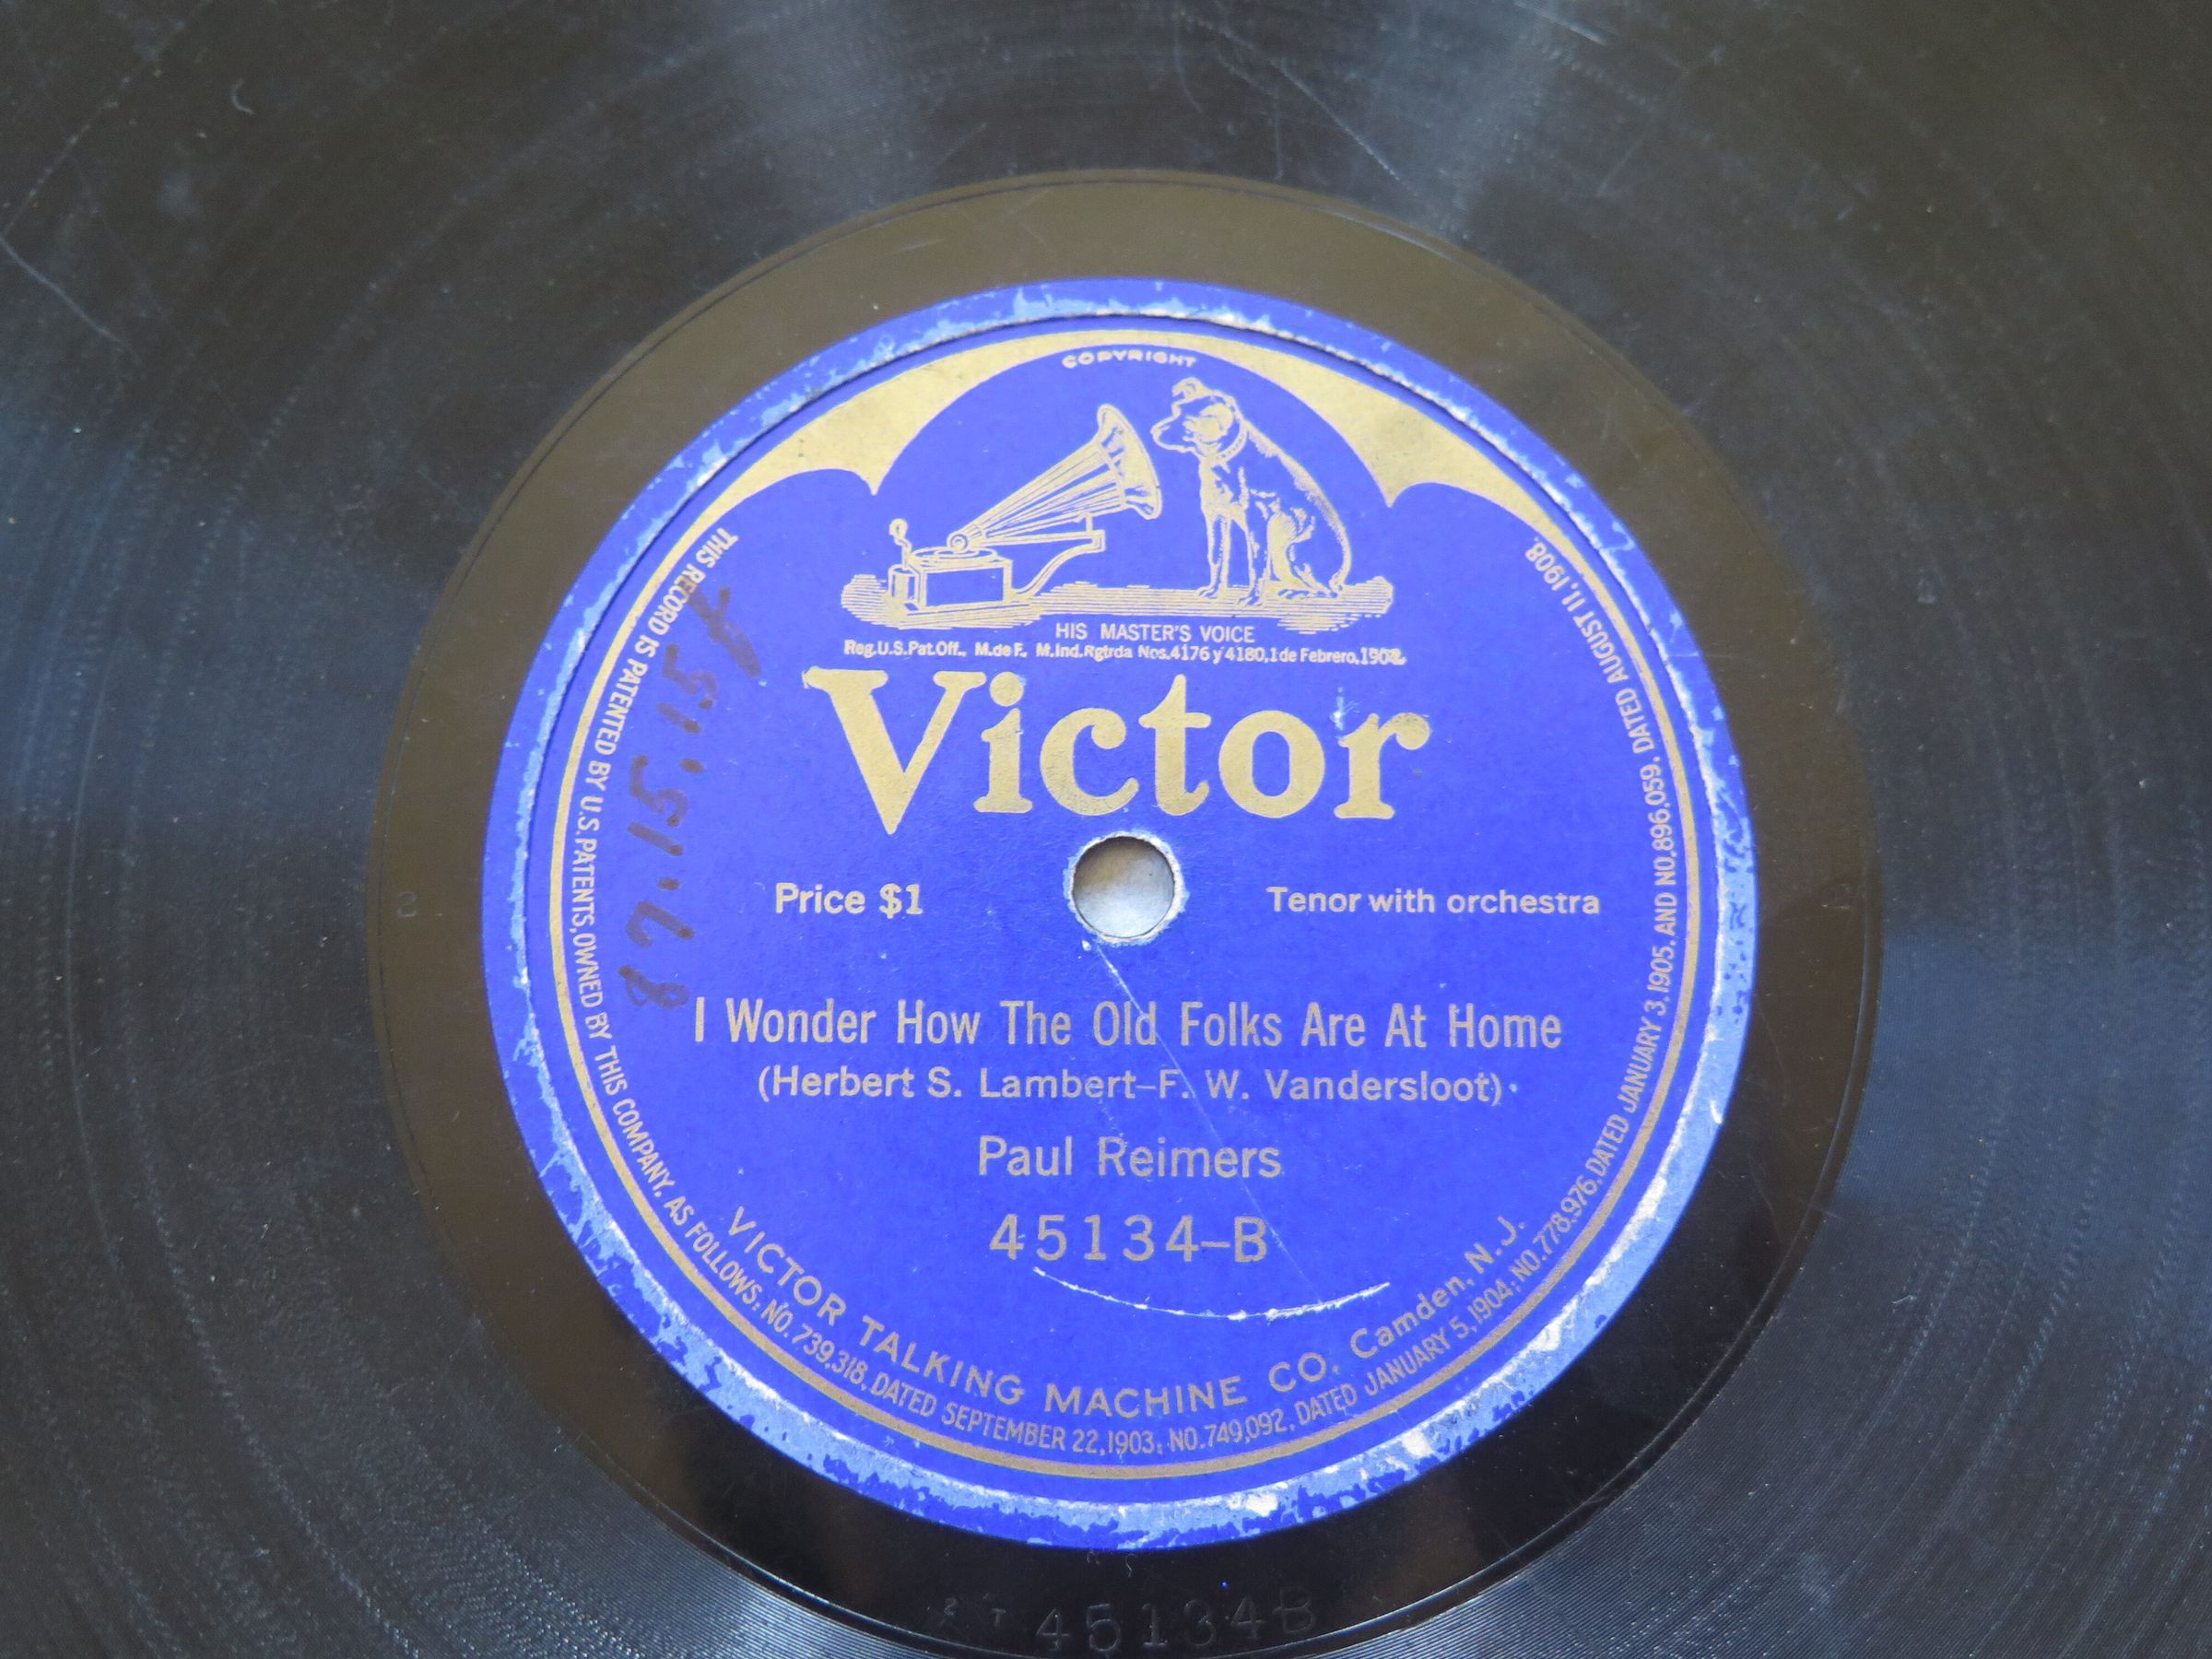 COPYRIGHT
HIS MASTER'S VOICE
Reg.U.S.Pat.Off., M.de F., M.Ind.Rgtrda Nos.4176 y 4180,1 de Febrero,1902
Victor
Price $1
Tenor with orchestra
I Wonder How The Old Folks Are At Home
(Herbert S. Lambert–F. W. Vandersloot)
Paul Reimers
45134–B
VICTOR TALKING MACHINE CO. Camden, N. J.
THIS RECORD IS PATENTED BY U.S. PATENTS, OWNED BY THIS COMPANY, AS FOLLOWS: NO. 739,318, DATED SEPTEMBER 22, 1903; NO. 749,092, DATED JANUARY 5, 1904; NO. 778,976, DATED JANUARY 3, 1905, AND NO. 896,059, DATED AUGUST 11, 1908.
45134B